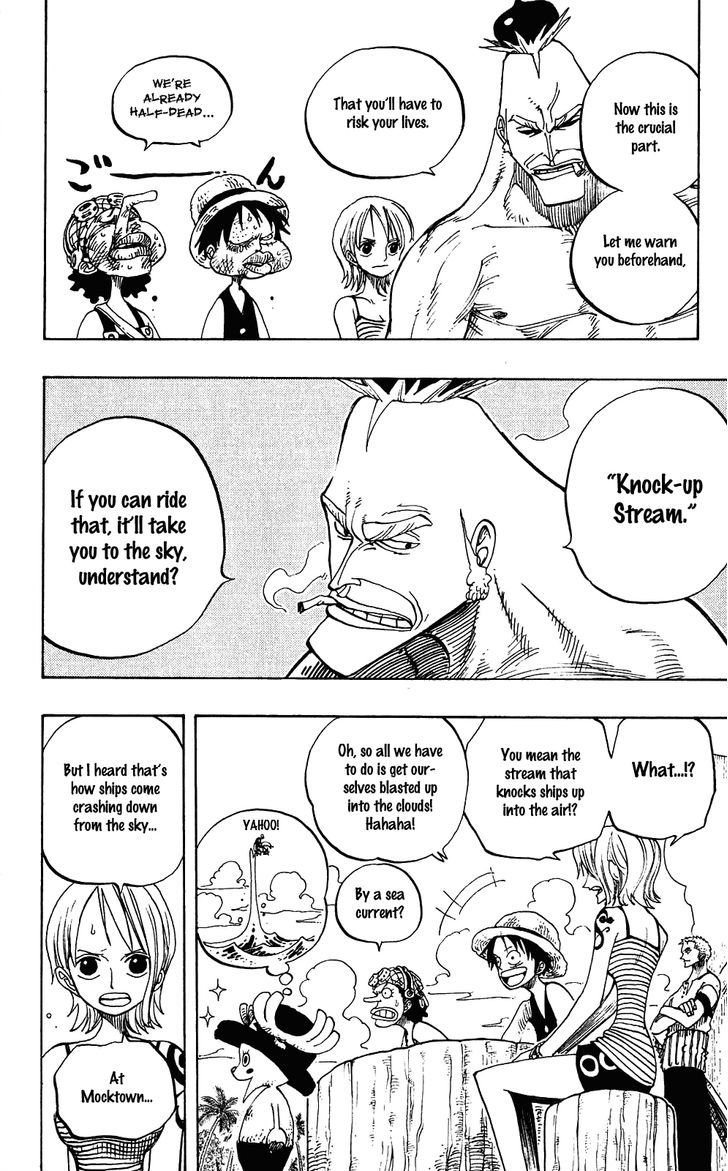 Now this is
the crucial
part.
Let me warn
you beforehand,
That you'll have to
risk your lives.
WE'RE
ALREADY
HALF-DEAD...
ご
ん
"Knock-up
Stream."
If you can ride
that, it'll take
you to the sky,
understand?
What...!?
You mean the
stream that
knocks ships up
into the air!?
Oh, so all we have
to do is get our-
selves blasted up
into the clouds!
Hahaha!
By a sea
current?
YAHOO!
But I heard that's
how ships come
crashing down
from the sky...
At
Mocktown...